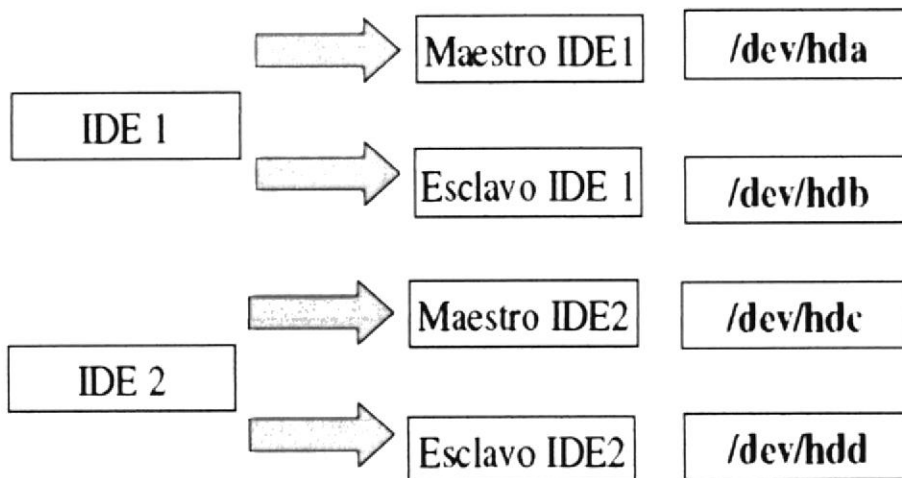 Maestro IDE1 /dev/hda
IDE 1
Esclavo IDE 1 /dev/hdb
Maestro IDE2 /dev/hdc
IDE 2
Esclavo IDE2 /dev/hdd